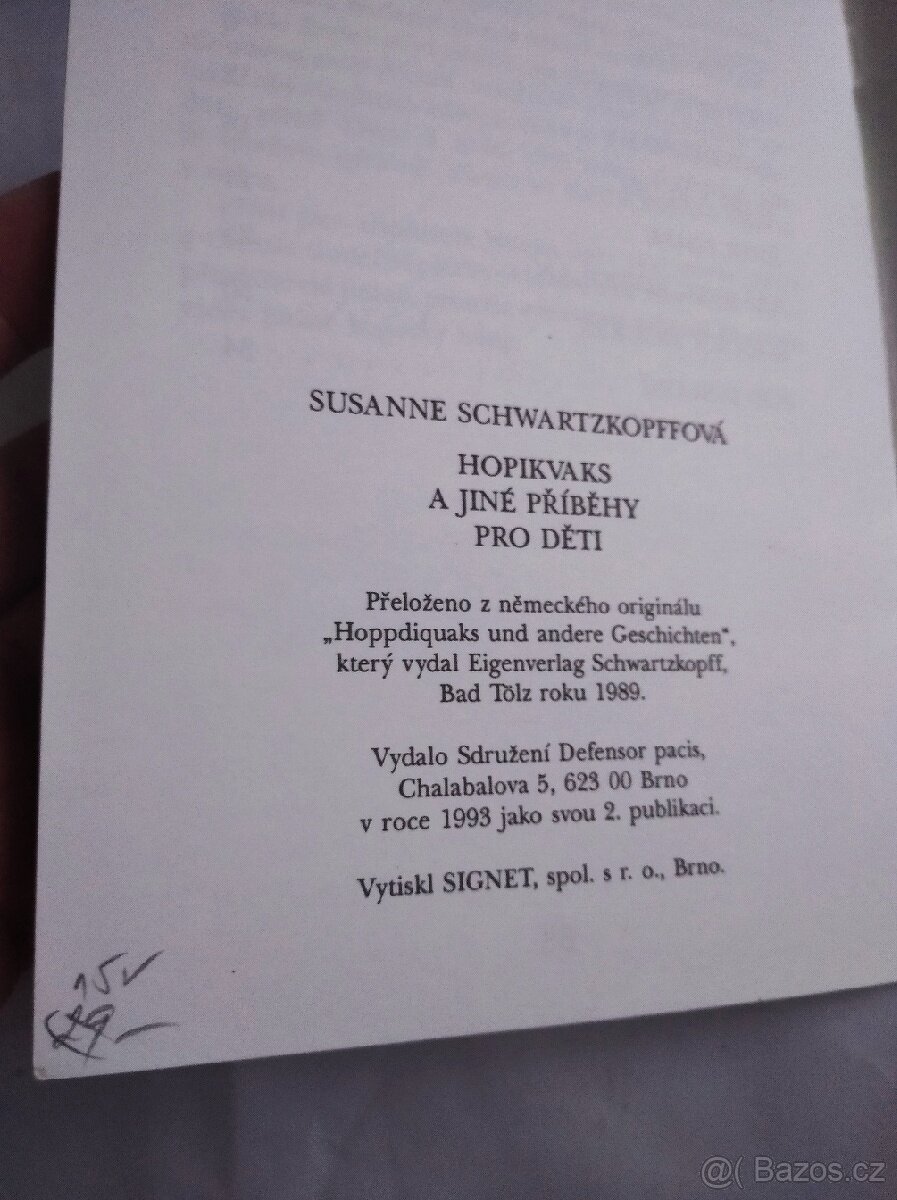 SUSANNE SCHWARTZKOPFFOVÁ
HOPIKVAKS
A JINÉ PŘÍBĚHY
PRO DĚTI
Přeloženo z německého originálu
„Hoppdiquaks und andere Geschichten“,
který vydal Eigenverlag Schwartzkopff,
Bad Tölz roku 1989.
Vydalo Sdružení Defensor pacis,
Chalabalova 5, 623 00 Brno
v roce 1993 jako svou 2. publikaci.
Vytiskl SIGNET, spol. s r. o., Brno.
@( Bazos.cz